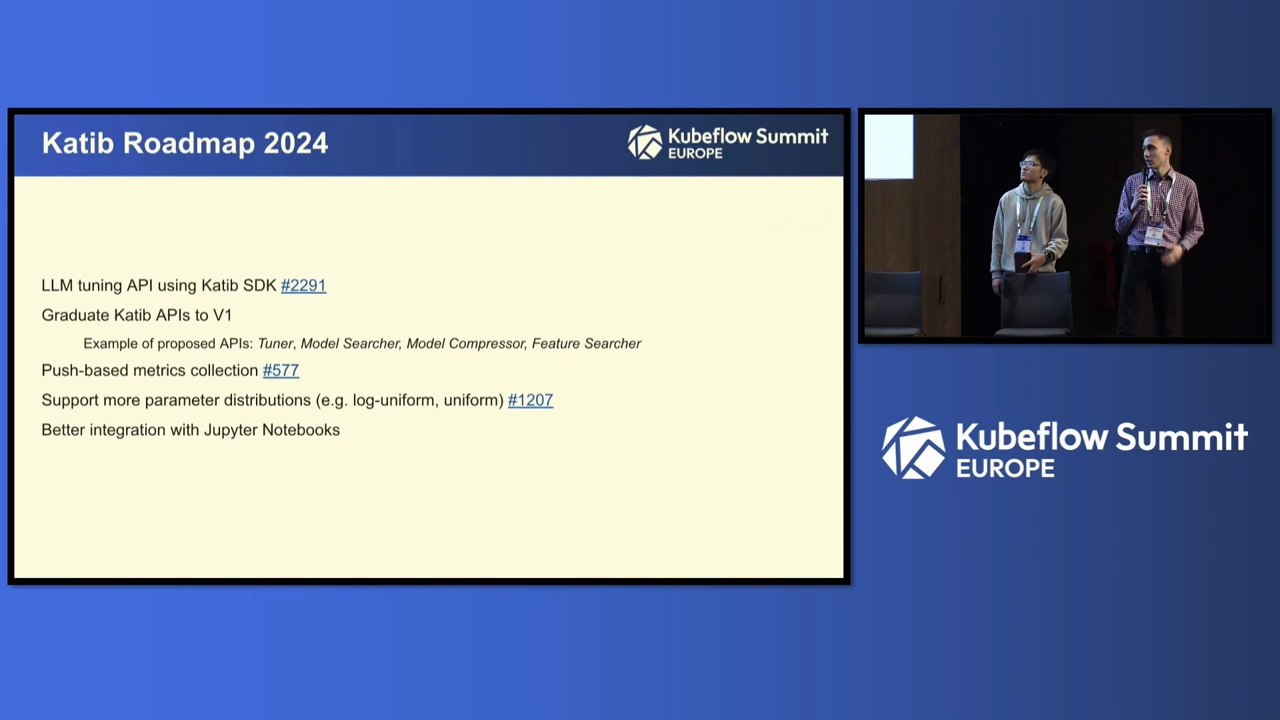 Katib Roadmap 2024
Kubeflow Summit
EUROPE
LLM tuning API using Katib SDK #2291
Graduate Katib APIs to V1
Example of proposed APIs: Tuner, Model Searcher, Model Compressor, Feature Searcher
Push-based metrics collection #577
Support more parameter distributions (e.g. log-uniform, uniform) #1207
Better integration with Jupyter Notebooks
Kubeflow Summit
EUROPE